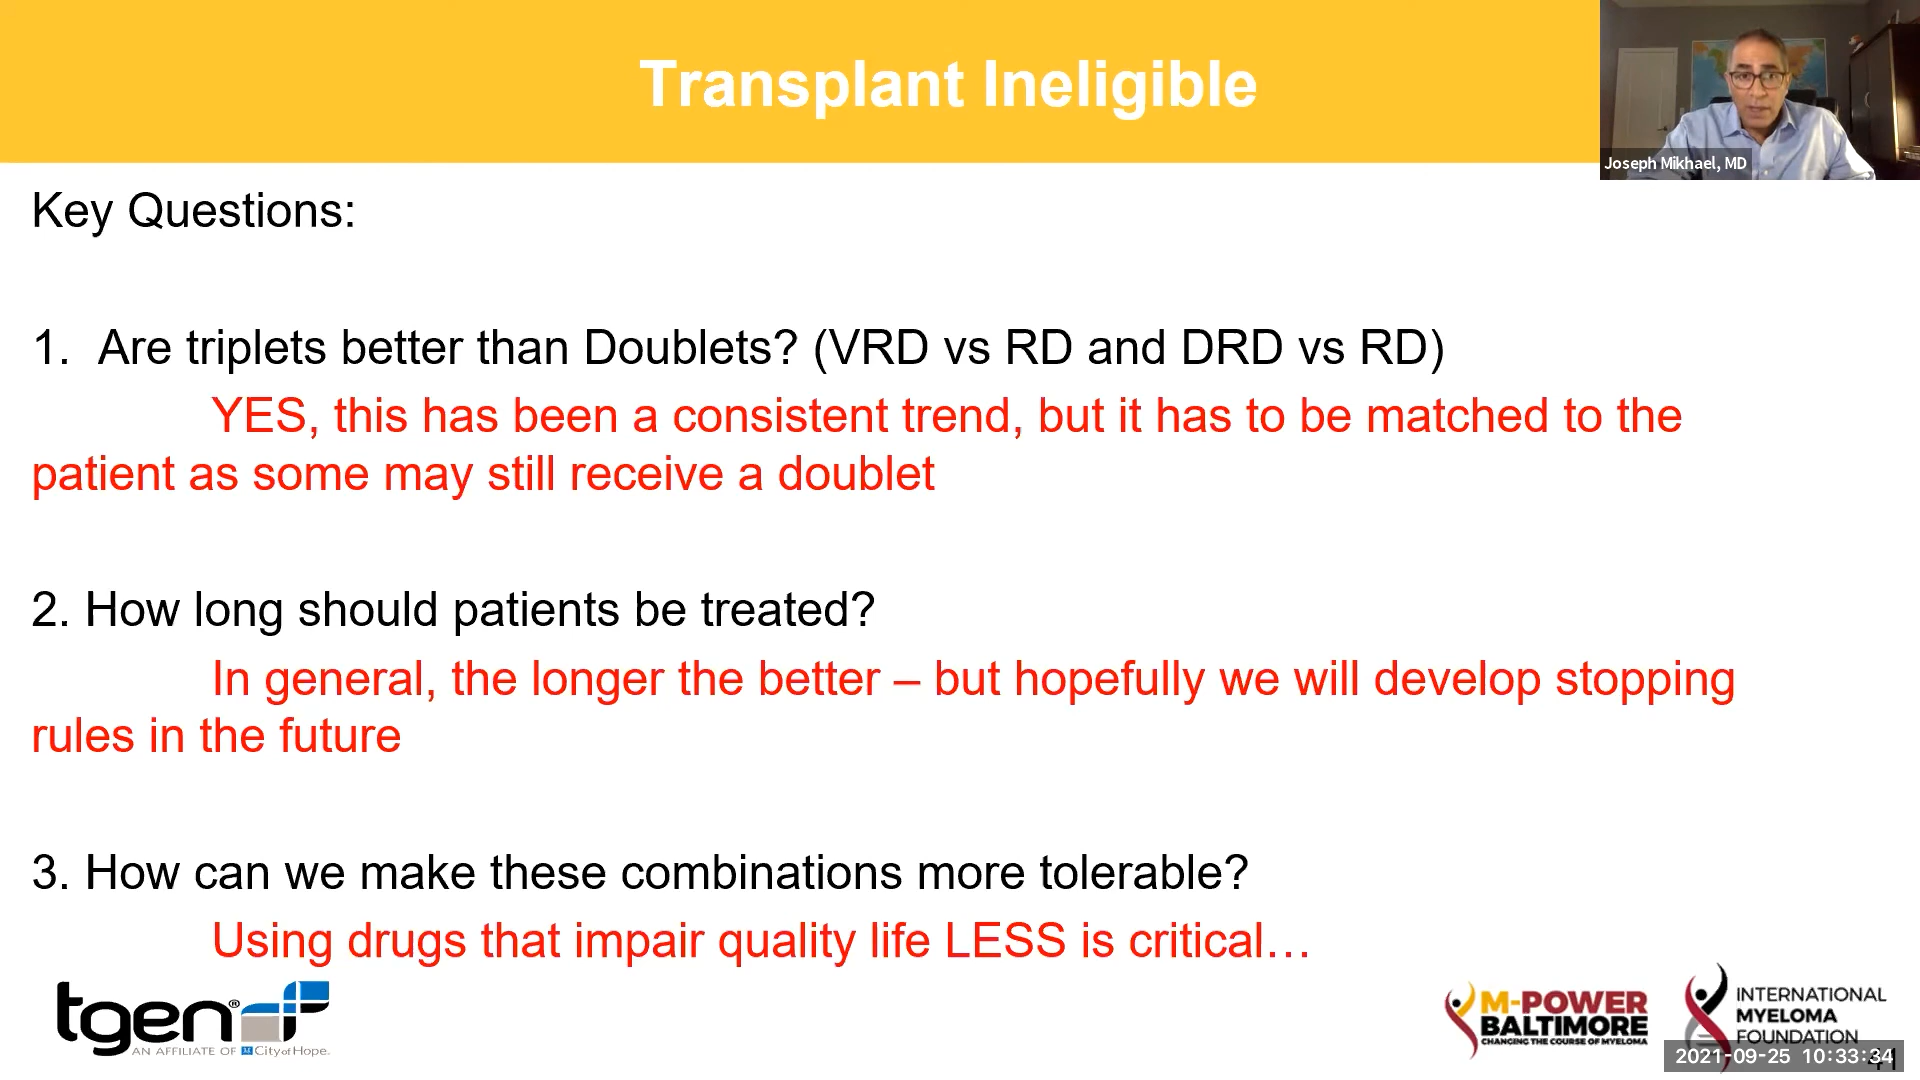 Transplant Ineligible
Joseph Mikhael, MD
Key Questions:
1. Are triplets better than Doublets? (VRD vs RD and DRD vs RD)
YES, this has been a consistent trend, but it has to be matched to the
patient as some may still receive a doublet
2. How long should patients be treated?
In general, the longer the better – but hopefully we will develop stopping
rules in the future
3. How can we make these combinations more tolerable?
Using drugs that impair quality life LESS is critical…
tgen®
AN AFFILIATE OF City of Hope.
M-POWER
BALTIMORE
CHANGING THE COURSE OF MYELOMA
INTERNATIONAL
MYELOMA
FOUNDATION
2021-09-25 10:33:34
41